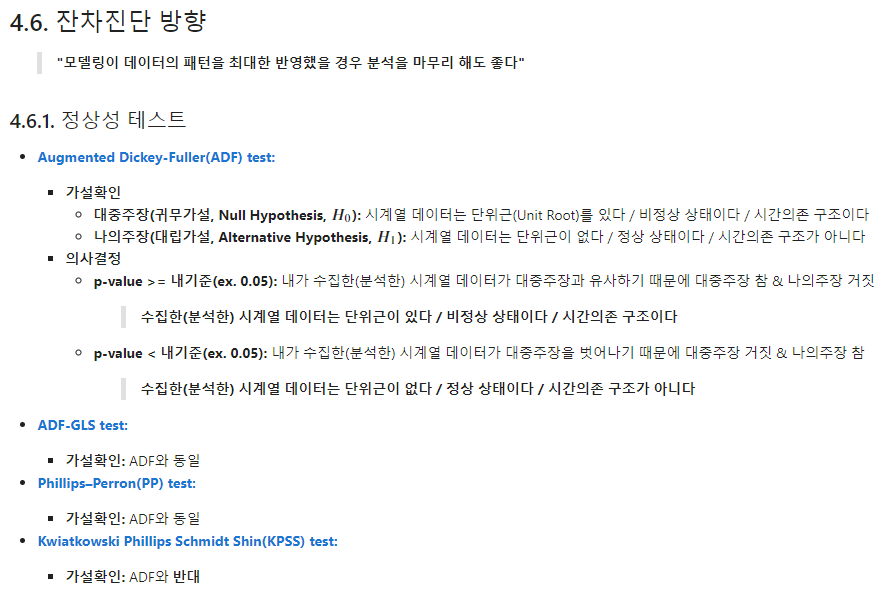 4.6. 잔차진단 방향
"모델링이 데이터의 패턴을 최대한 반영했을 경우 분석을 마무리 해도 좋다"
4.6.1. 정상성 테스트
• Augmented Dickey-Fuller(ADF) test:
▪ 가설확인
◦ 대중주장(귀무가설, Null Hypothesis, H₀): 시계열 데이터는 단위근(Unit Root)를 있다 / 비정상 상태이다 / 시간의존 구조이다
◦ 나의주장(대립가설, Alternative Hypothesis, H₁): 시계열 데이터는 단위근이 없다 / 정상 상태이다 / 시간의존 구조가 아니다
▪ 의사결정
◦ p-value >= 내기준(ex. 0.05): 내가 수집한(분석한) 시계열 데이터가 대중주장과 유사하기 때문에 대중주장 참 & 나의주장 거짓
수집한(분석한) 시계열 데이터는 단위근이 있다 / 비정상 상태이다 / 시간의존 구조이다
◦ p-value < 내기준(ex. 0.05): 내가 수집한(분석한) 시계열 데이터가 대중주장을 벗어나기 때문에 대중주장 거짓 & 나의주장 참
수집한(분석한) 시계열 데이터는 단위근이 없다 / 정상 상태이다 / 시간의존 구조가 아니다
• ADF-GLS test:
▪ 가설확인: ADF와 동일
• Phillips–Perron(PP) test:
▪ 가설확인: ADF와 동일
• Kwiatkowski Phillips Schmidt Shin(KPSS) test:
▪ 가설확인: ADF와 반대